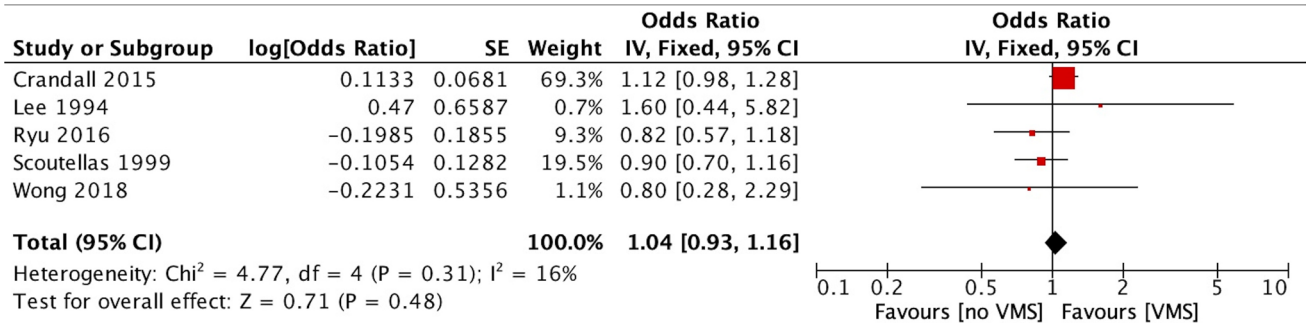 Odds Ratio Odds Ratio
Study or Subgroup log[Odds Ratio] SE Weight IV, Fixed, 95% CI IV, Fixed, 95% CI
Crandall 2015 0.1133 0.0681 69.3% 1.12 [0.98, 1.28]
Lee 1994 0.47 0.6587 0.7% 1.60 [0.44, 5.82]
Ryu 2016 −0.1985 0.1855 9.3% 0.82 [0.57, 1.18]
Scoutellas 1999 −0.1054 0.1282 19.5% 0.90 [0.70, 1.16]
Wong 2018 −0.2231 0.5356 1.1% 0.80 [0.28, 2.29]
Total (95% CI) 100.0% 1.04 [0.93, 1.16]
Heterogeneity: Chi² = 4.77, df = 4 (P = 0.31); I² = 16%
Test for overall effect: Z = 0.71 (P = 0.48)
0.1 0.2 0.5 1 2 5 10
Favours [no VMS] Favours [VMS]